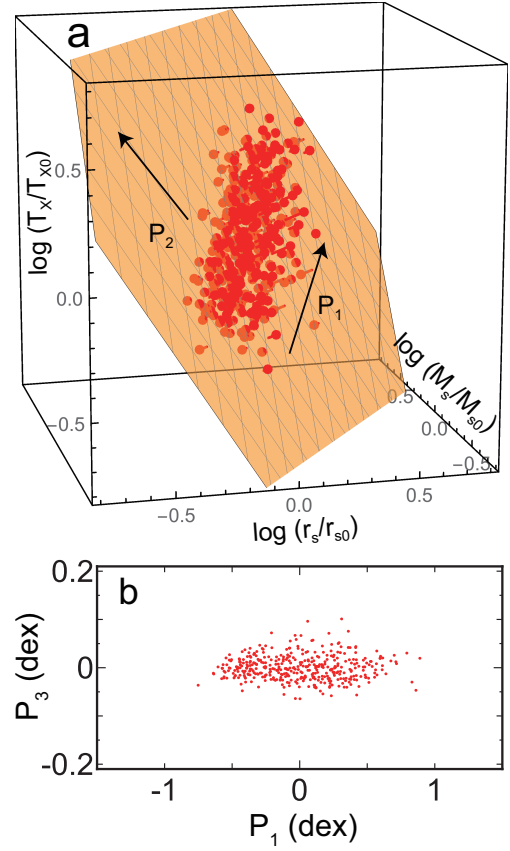 a
log (T_X/T_X0)
0.5
0.0
−0.5
P_2
P_1
log (M_s/M_s0)
0.5
0.0
−0.5
−0.5
0.0
0.5
log (r_s/r_s0)
b
P_3 (dex)
0.2
0
-0.2
-1
0
1
P_1 (dex)